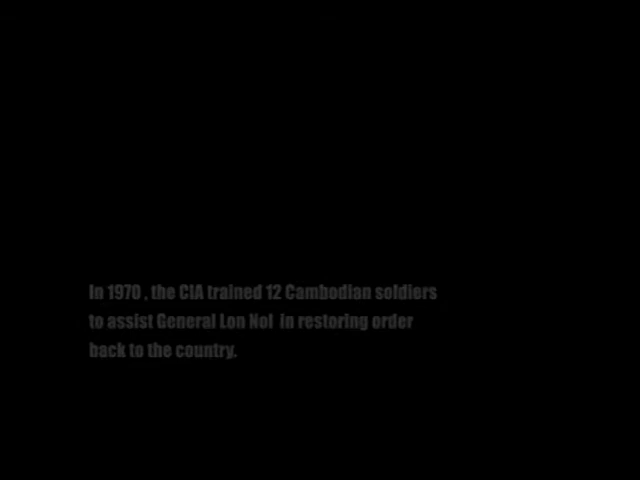 In 1970 , the CIA trained 12 Cambodian soldiers
to assist General Lon Nol  in restoring order
back to the country.